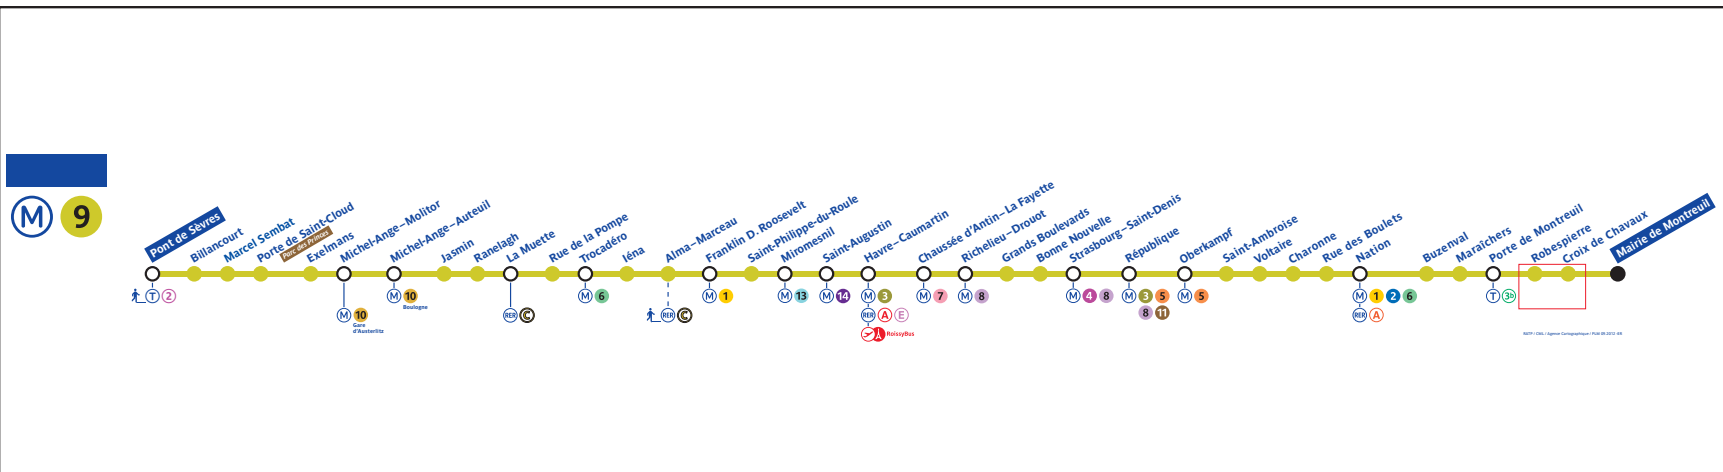 M 9
Pont de Sèvres
Billancourt
Marcel Sembat
Porte de Saint-Cloud
Parc des Princes
Exelmans
Michel-Ange–Molitor
Michel-Ange–Auteuil
Jasmin
Ranelagh
La Muette
Rue de la Pompe
Trocadéro
Iéna
Alma–Marceau
Franklin D. Roosevelt
Saint-Philippe-du-Roule
Miromesnil
Saint-Augustin
Havre–Caumartin
Chaussée d'Antin–La Fayette
Richelieu–Drouot
Grands Boulevards
Bonne Nouvelle
Strasbourg–Saint-Denis
République
Oberkampf
Saint-Ambroise
Voltaire
Charonne
Rue des Boulets
Nation
Buzenval
Maraîchers
Porte de Montreuil
Robespierre
Croix de Chavaux
Mairie de Montreuil
T 2
M 10
Gare
d'Austerlitz
M 10
Boulogne
RER C
M 6
RER C
M 1
M 13
M 14
M 3
RER A E
RoissyBus
M 7
M 8
M 4 8
M 3 5
8 11
M 5
M 1 2 6
RER A
T 3b